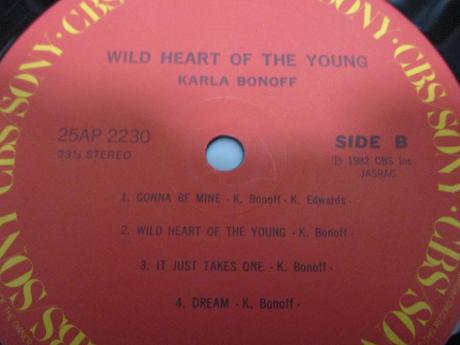 WILD HEART OF THE YOUNG
KARLA BONOFF
25AP 2230
33⅓ STEREO
SIDE B
Ⓟ 1982 CBS Inc.
JASRAC
1. GONNA BE MINE - K. Bonoff - K. Edwards -
2. WILD HEART OF THE YOUNG - K. Bonoff -
3. IT JUST TAKES ONE - K. Bonoff -
4. DREAM - K. Bonoff -
CBS/SONY
CBS/SONY
CBS/SONY
CBS/SONY